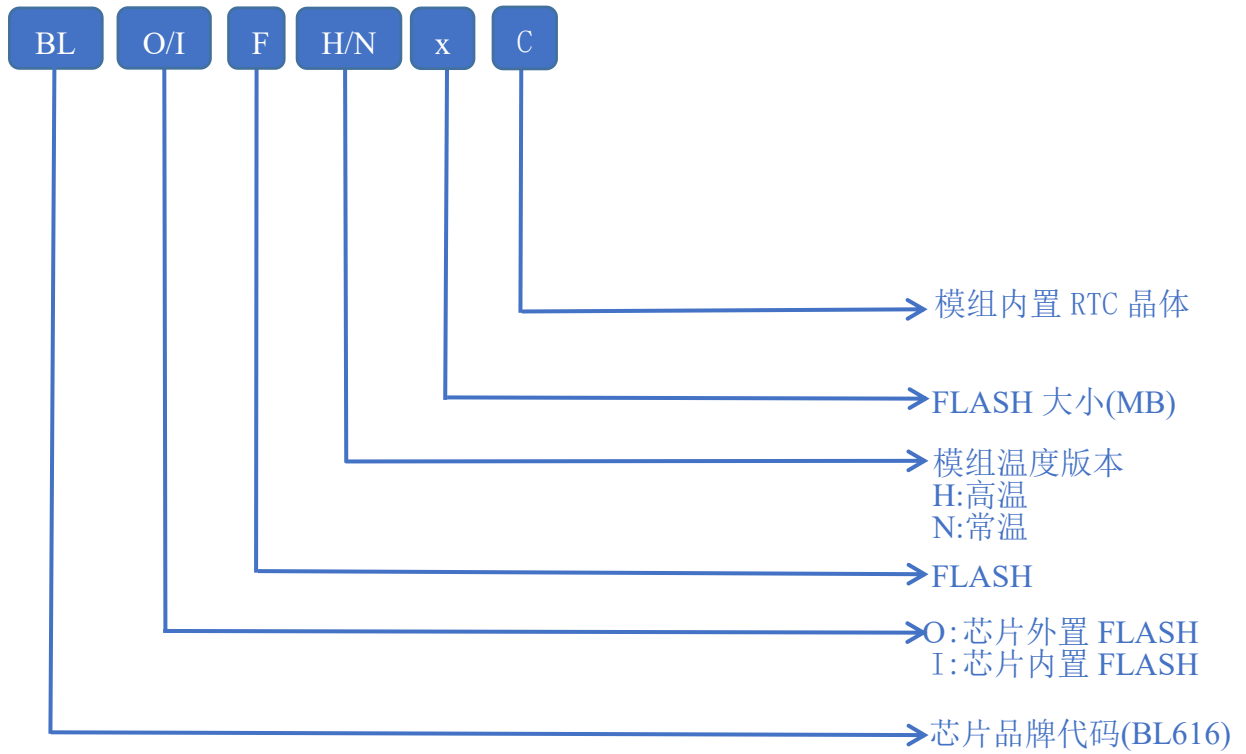 BL O/I F H/N x C
模组内置 RTC 晶体
FLASH 大小(MB)
模组温度版本
H:高温
N:常温
FLASH
O:芯片外置 FLASH
I:芯片内置 FLASH
芯片品牌代码(BL616)